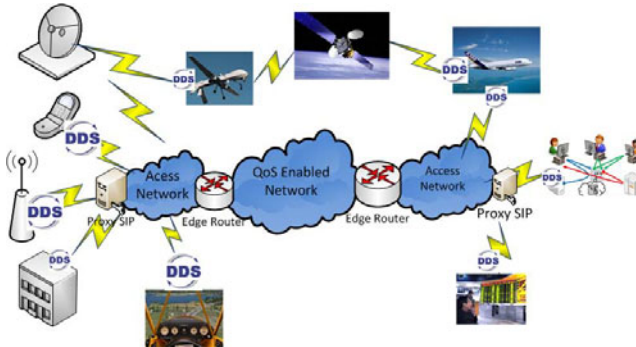 DDS
DDS
DDS
DDS
Acess
Network
QoS Enabled
Network
Access
Network
DDS
Proxy SIP
Edge Router
Edge Router
Proxy SIP
DDS
DDS
DDS